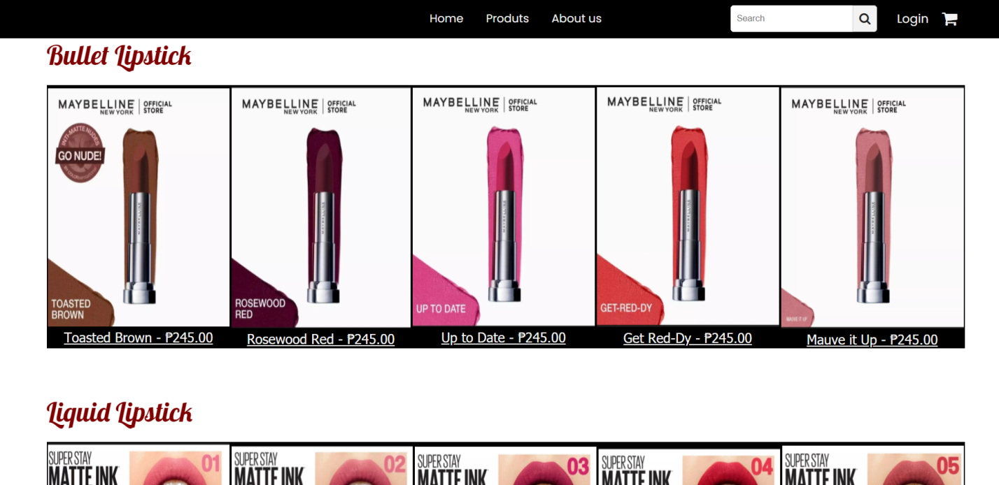 Home Produts About us Search Login
Bullet Lipstick
MAYBELLINE NEW YORK OFFICIAL STORE
MAYBELLINE NEW YORK OFFICIAL STORE
MAYBELLINE NEW YORK OFFICIAL STORE
MAYBELLINE NEW YORK OFFICIAL STORE
MAYBELLINE NEW YORK OFFICIAL STORE
INTI-MATTE NUDES
GO NUDE!
TOASTED
BROWN
ROSEWOOD
RED
UP TO DATE
GET-RED-DY
MAUVE IT UP
Toasted Brown - ₱245.00
Rosewood Red - ₱245.00
Up to Date - ₱245.00
Get Red-Dy - ₱245.00
Mauve it Up - ₱245.00
Liquid Lipstick
SUPER STAY
MATTE INK
01
SUPER STAY
MATTE INK
02
SUPER STAY
MATTE INK
03
SUPER STAY
MATTE INK
04
SUPER STAY
MATTE INK
05